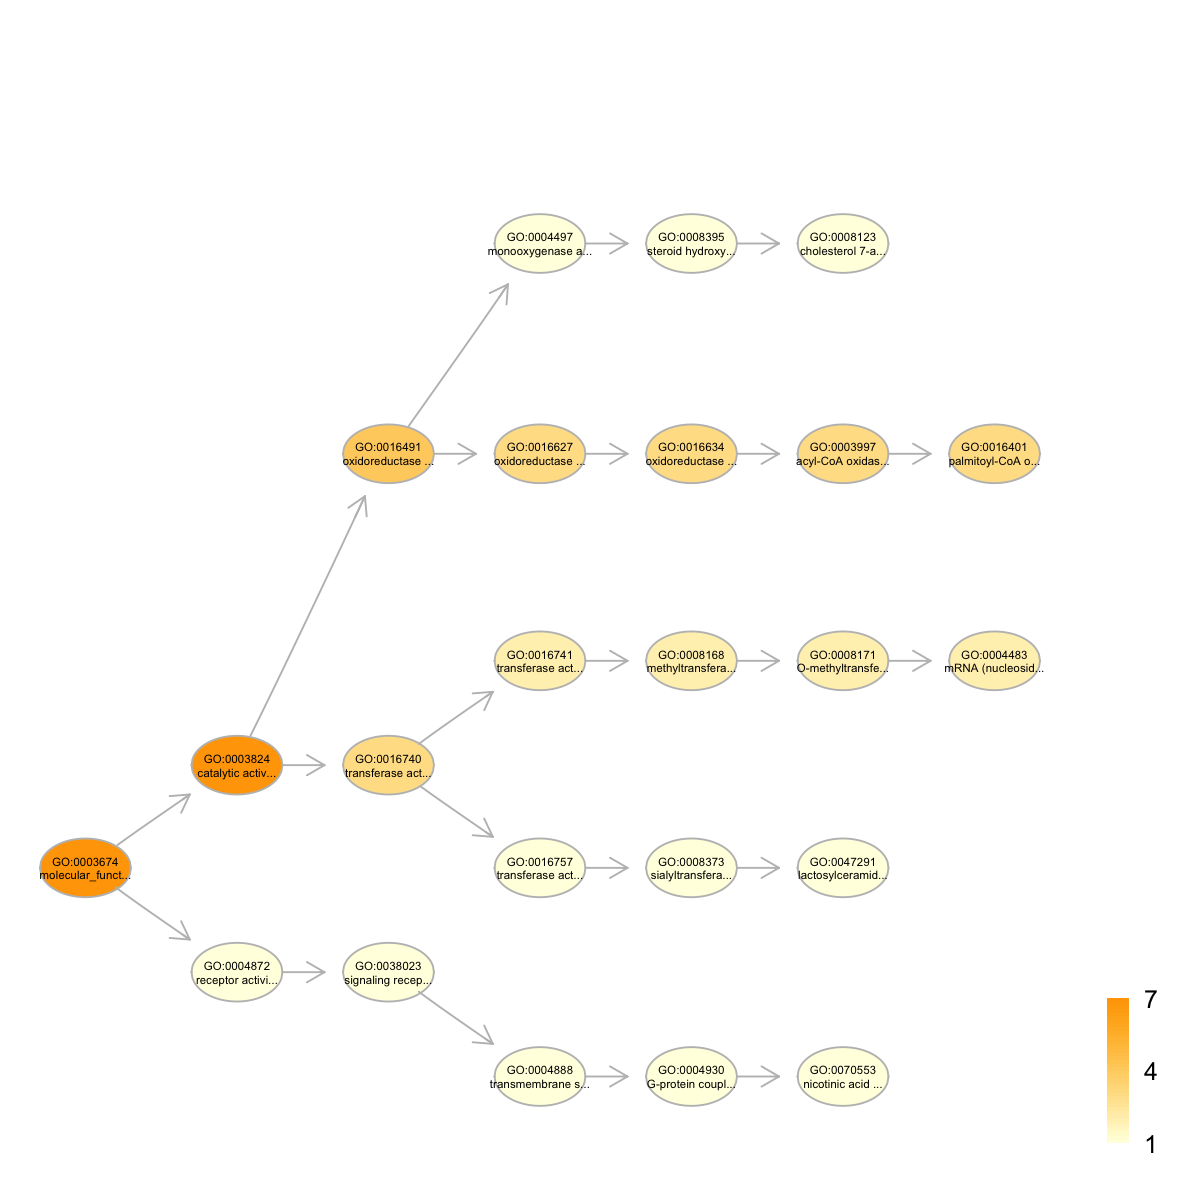 GO:0004497
monooxygenase a...
GO:0008395
steroid hydroxy...
GO:0008123
cholesterol 7-a...
GO:0016491
oxidoreductase ...
GO:0016627
oxidoreductase ...
GO:0016634
oxidoreductase ...
GO:0003997
acyl-CoA oxidas...
GO:0016401
palmitoyl-CoA o...
GO:0016741
transferase act...
GO:0008168
methyltransfera...
GO:0008171
O-methyltransfe...
GO:0004483
mRNA (nucleosid...
GO:0003824
catalytic activ...
GO:0016740
transferase act...
GO:0003674
molecular_funct...
GO:0016757
transferase act...
GO:0008373
sialyltransfera...
GO:0047291
lactosylceramid...
GO:0004872
receptor activi...
GO:0038023
signaling recep...
GO:0004888
transmembrane s...
GO:0004930
G-protein coupl...
GO:0070553
nicotinic acid ...
7
4
1